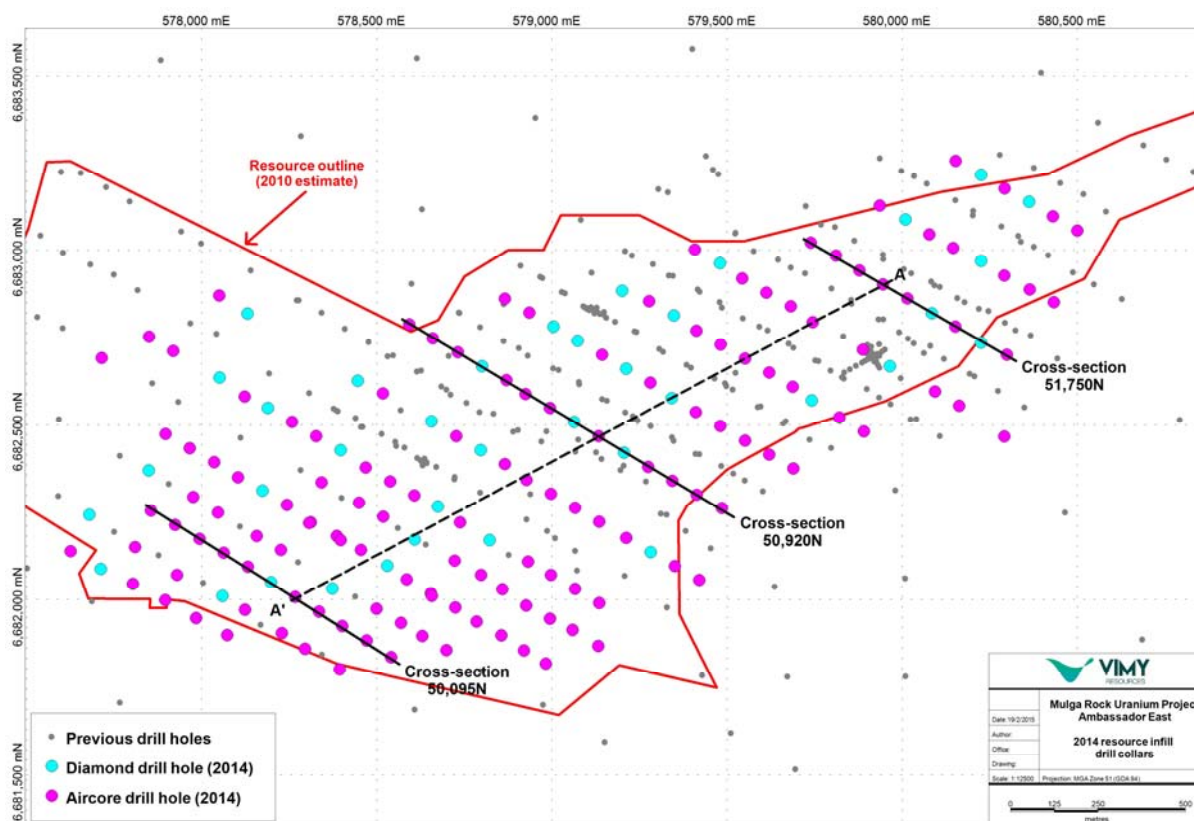 578,000 mE
578,500 mE
579,000 mE
579,500 mE
580,000 mE
580,500 mE
6,683,500 mN
6,683,000 mN
6,682,500 mN
6,682,000 mN
6,681,500 mN
Resource outline
(2010 estimate)
A
Cross-section
51,750N
Cross-section
50,920N
A'
Cross-section
50,095N
Previous drill holes
Diamond drill hole (2014)
Aircore drill hole (2014)
VIMY
RESOURCES
Mulga Rock Uranium Projec
Ambassador East
2014 resource infill
drill collars
Date: 19/2/2015
Author:
Office:
Drawing:
Scale: 1:12500
Projection: MGA Zone 51 (GDA 94)
0 125 250 500
metres